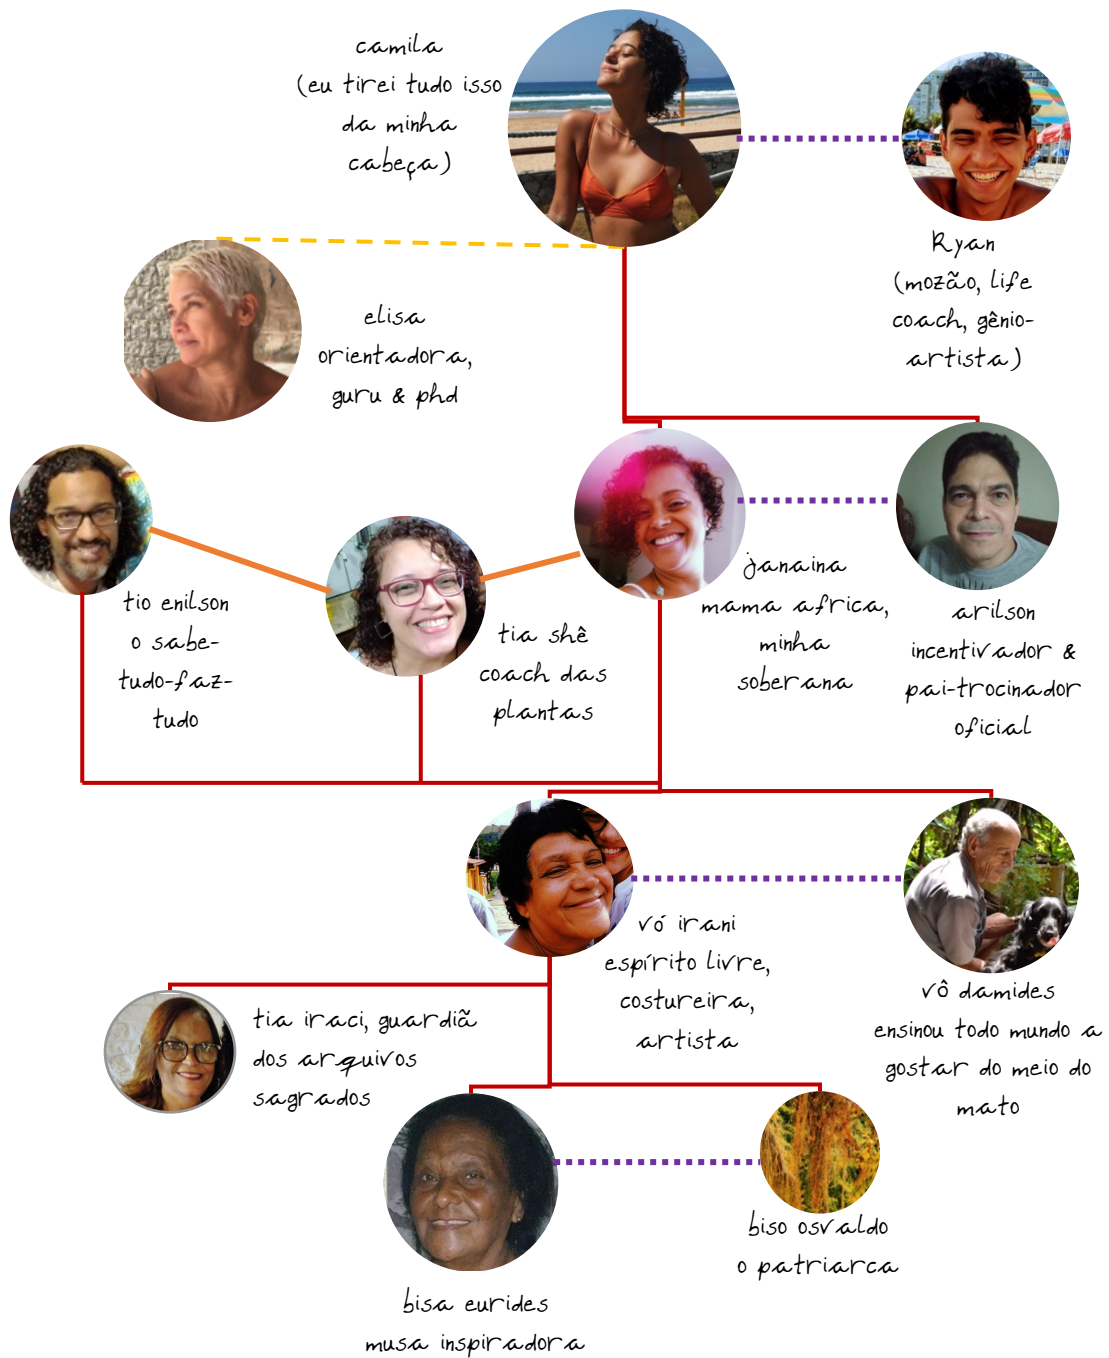 camila
(eu tirei tudo isso
da minha
cabeça)
Ryan
(mozão, life
coach, gênio-
artista)
elisa
orientadora,
guru & phd
tio enilson
o sabe-
tudo-faz-
tudo
tia shê
coach das
plantas
janaina
mama africa,
minha
soberana
arilson
incentivador &
pai-trocinador
oficial
vó irani
espírito livre,
costureira,
artista
vô damides
ensinou todo mundo a
gostar do meio do
mato
tia iraci, guardiã
dos arquivos
sagrados
biso osvaldo
o patriarca
bisa eurides
musa inspiradora